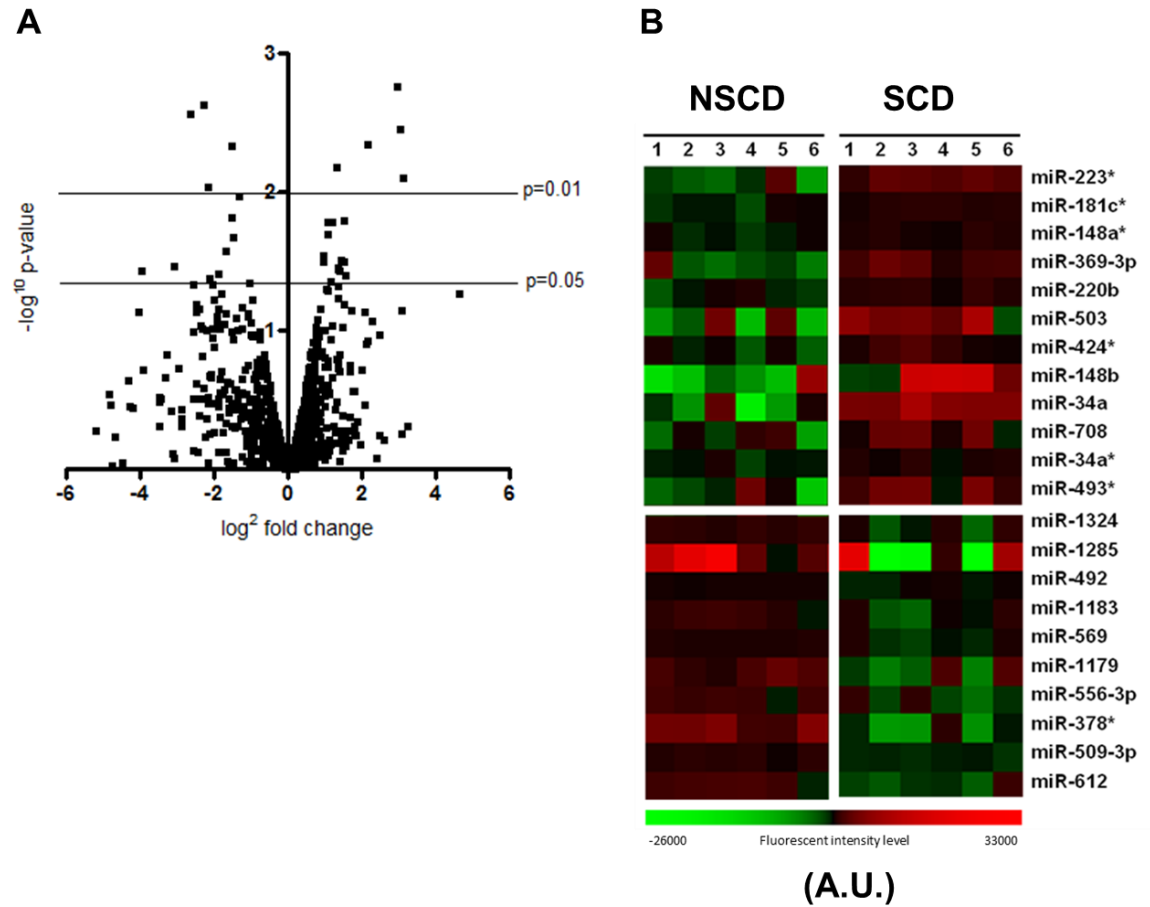 A
3
2
1
p=0.01
p=0.05
-log10 p-value
-6 -4 -2 0 2 4 6
log2 fold change
B
NSCD SCD
1 2 3 4 5 6 1 2 3 4 5 6
miR-223*
miR-181c*
miR-148a*
miR-369-3p
miR-220b
miR-503
miR-424*
miR-148b
miR-34a
miR-708
miR-34a*
miR-493*
miR-1324
miR-1285
miR-492
miR-1183
miR-569
miR-1179
miR-556-3p
miR-378*
miR-509-3p
miR-612
-26000 Fluorescent intensity level 33000
(A.U.)